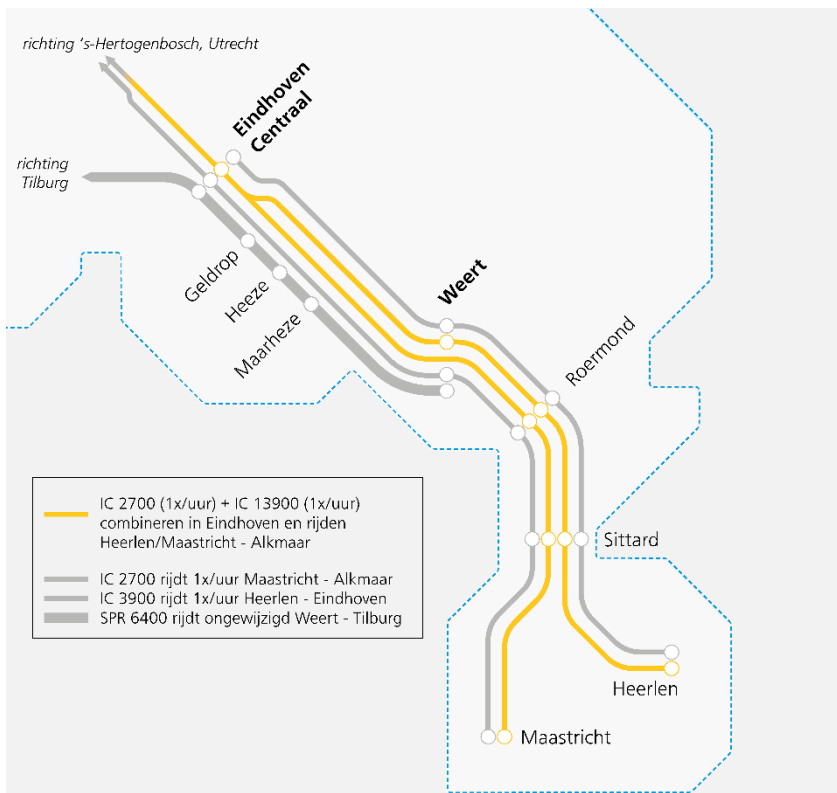 richting 's-Hertogenbosch, Utrecht
Eindhoven
Centraal
richting
Tilburg
Geldrop
Heeze
Maarheze
Weert
Roermond
IC 2700 (1x/uur) + IC 13900 (1x/uur)
combineren in Eindhoven en rijden
Heerlen/Maastricht - Alkmaar
IC 2700 rijdt 1x/uur Maastricht - Alkmaar
IC 3900 rijdt 1x/uur Heerlen - Eindhoven
SPR 6400 rijdt ongewijzigd Weert - Tilburg
Sittard
Heerlen
Maastricht